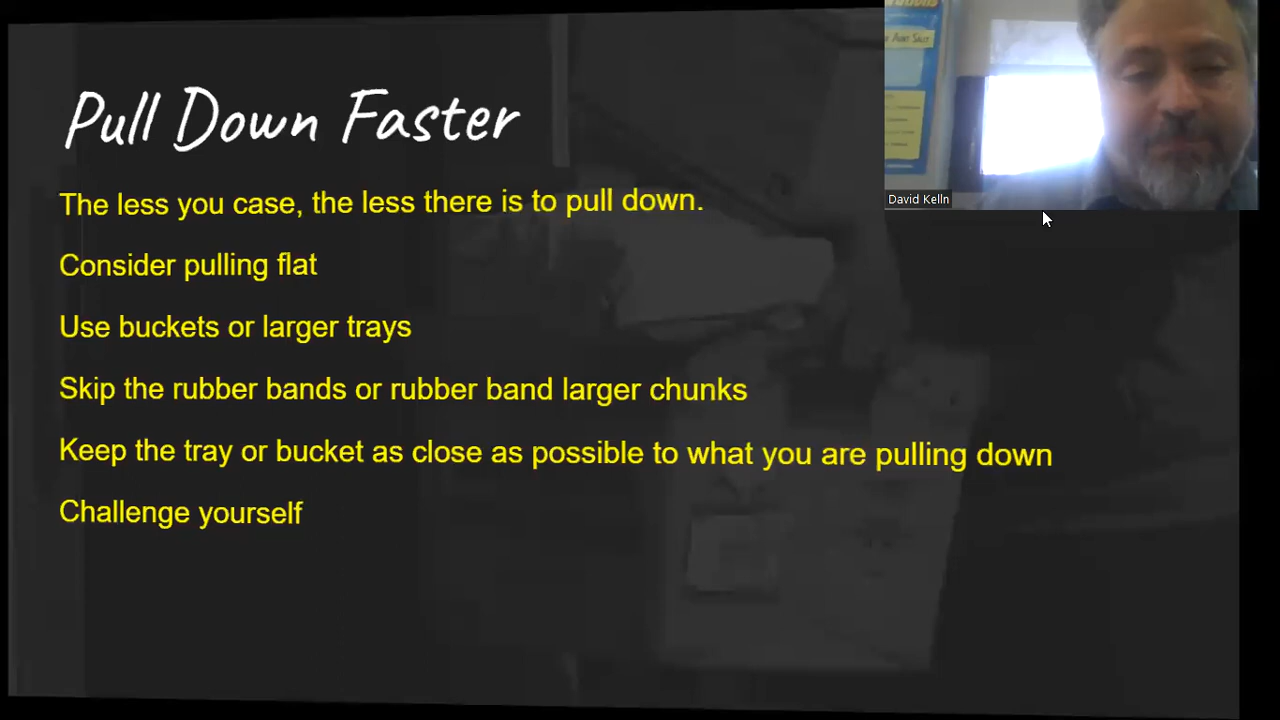 Pull Down Faster
The less you case, the less there is to pull down.
Consider pulling flat
Use buckets or larger trays
Skip the rubber bands or rubber band larger chunks
Keep the tray or bucket as close as possible to what you are pulling down
Challenge yourself
David Kelln